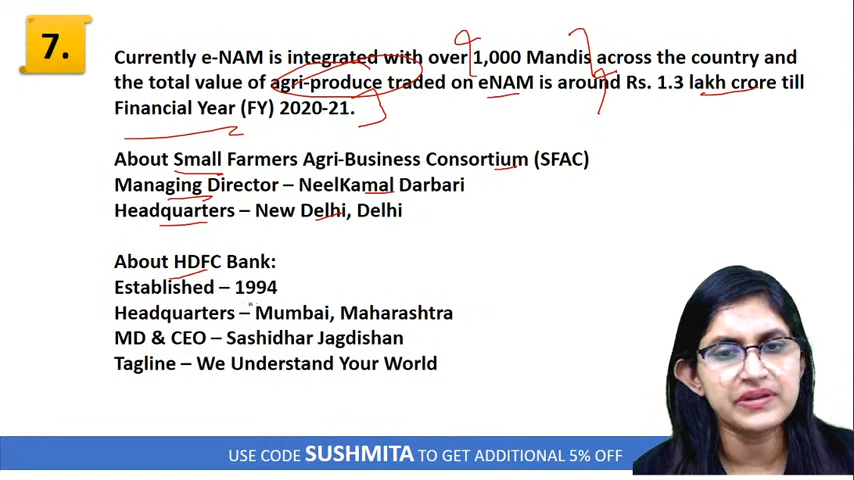 7.
Currently e-NAM is integrated with over 1,000 Mandis across the country and
the total value of agri-produce traded on eNAM is around Rs. 1.3 lakh crore till
Financial Year (FY) 2020-21.
About Small Farmers Agri-Business Consortium (SFAC)
Managing Director – NeelKamal Darbari
Headquarters – New Delhi, Delhi
About HDFC Bank:
Established – 1994
Headquarters – Mumbai, Maharashtra
MD & CEO – Sashidhar Jagdishan
Tagline – We Understand Your World
USE CODE SUSHMITA TO GET ADDITIONAL 5% OFF